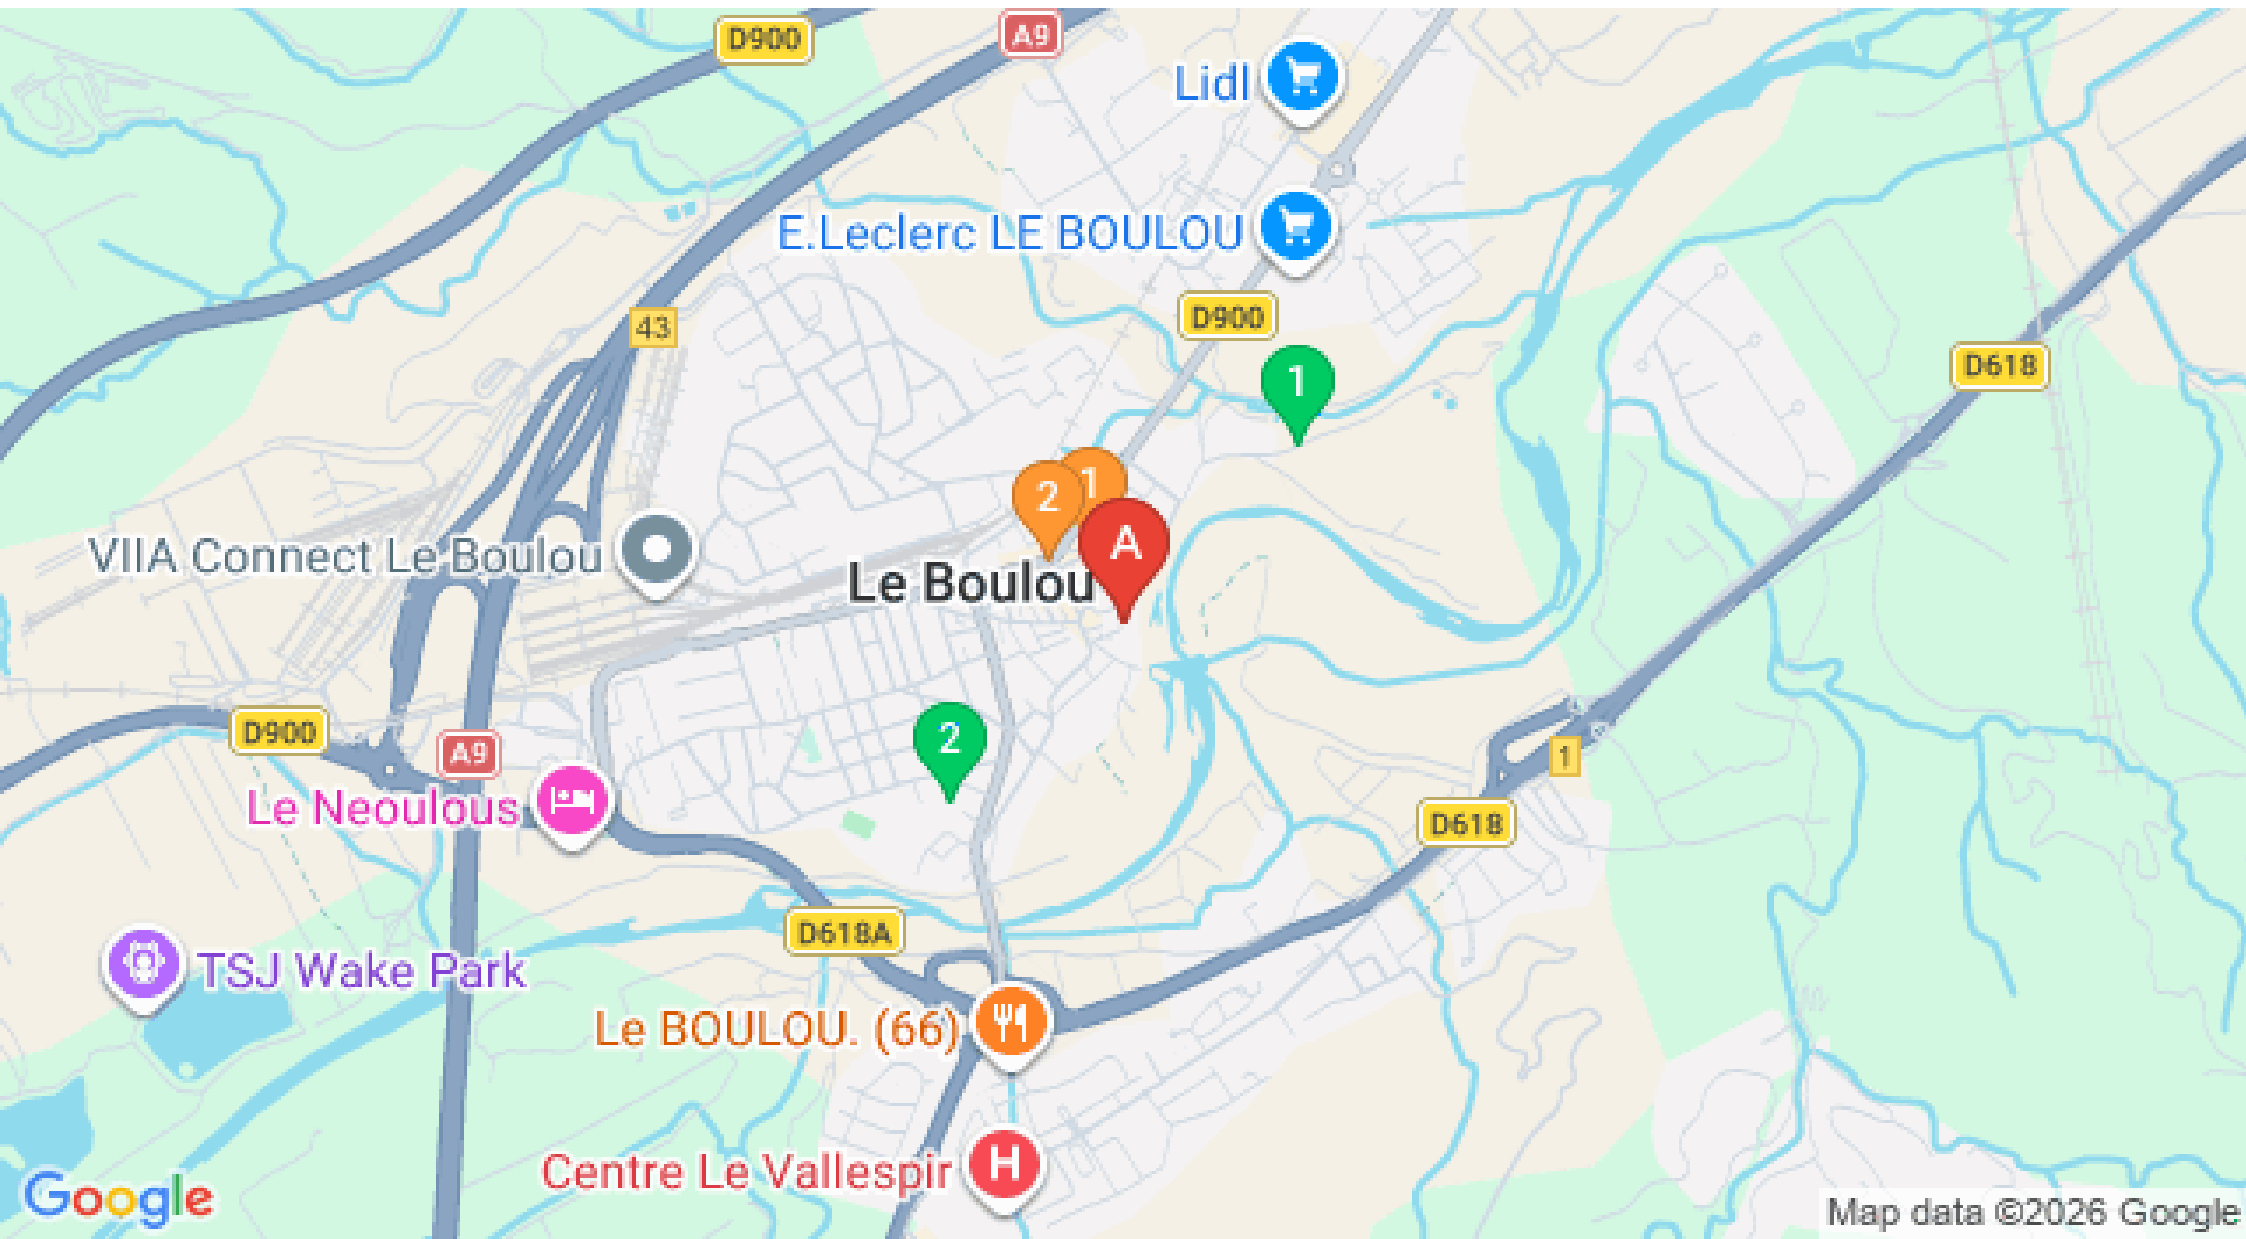 D900
A9
Lidl
E.Leclerc LE BOULOU
D900
43
D618
1
1
2
A
VIIA Connect Le Boulou
Le Boulou
2
D900
A9
1
Le Neoulous
D618
D618A
TSJ Wake Park
Le BOULOU. (66)
Centre Le Vallespir
H
Google
Map data ©2026 Google